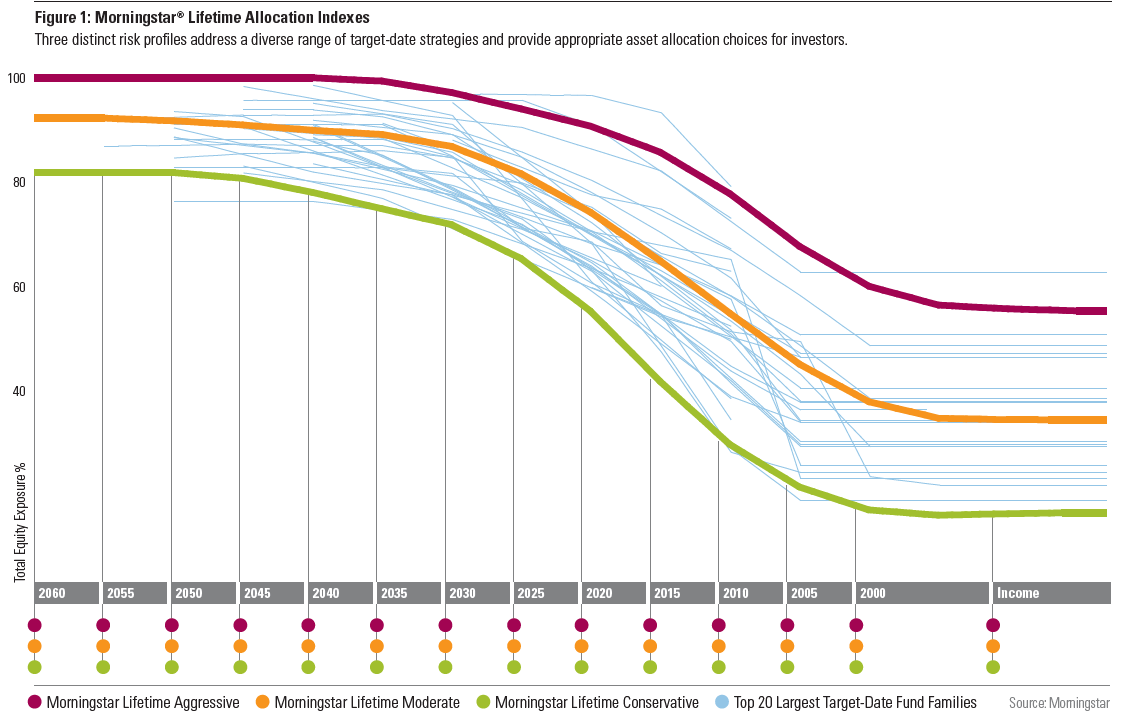 Figure 1: Morningstar® Lifetime Allocation Indexes
Three distinct risk profiles address a diverse range of target-date strategies and provide appropriate asset allocation choices for investors.
100
80
60
40
Total Equity Exposure %
2060 2055 2050 2045 2040 2035 2030 2025 2020 2015 2010 2005 2000 Income
Morningstar Lifetime Aggressive Morningstar Lifetime Moderate Morningstar Lifetime Conservative Top 20 Largest Target-Date Fund Families Source: Morningstar